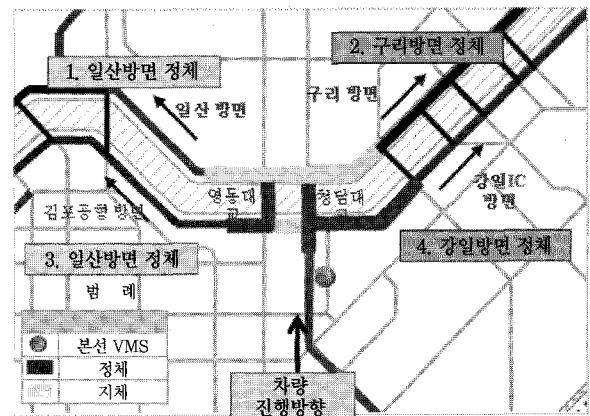 1. 일산방면 정체
2. 구리방면 정체
일산 방면
구리 방면
영동대
교
청담대
교
강일IC
방면
김포공항 방면
3. 일산방면 정체
4. 강일방면 정체
범 례
본선 VMS
정체
지체
차량
진행방향